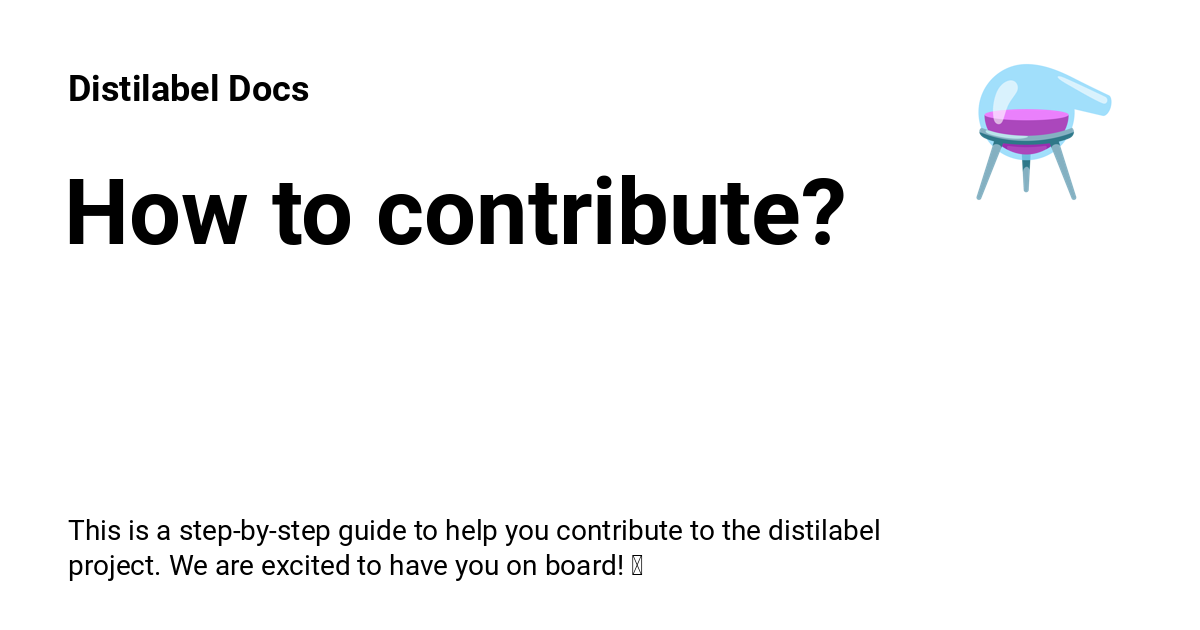 Distilabel Docs
How to contribute?
This is a step-by-step guide to help you contribute to the distilabel
project. We are excited to have you on board!